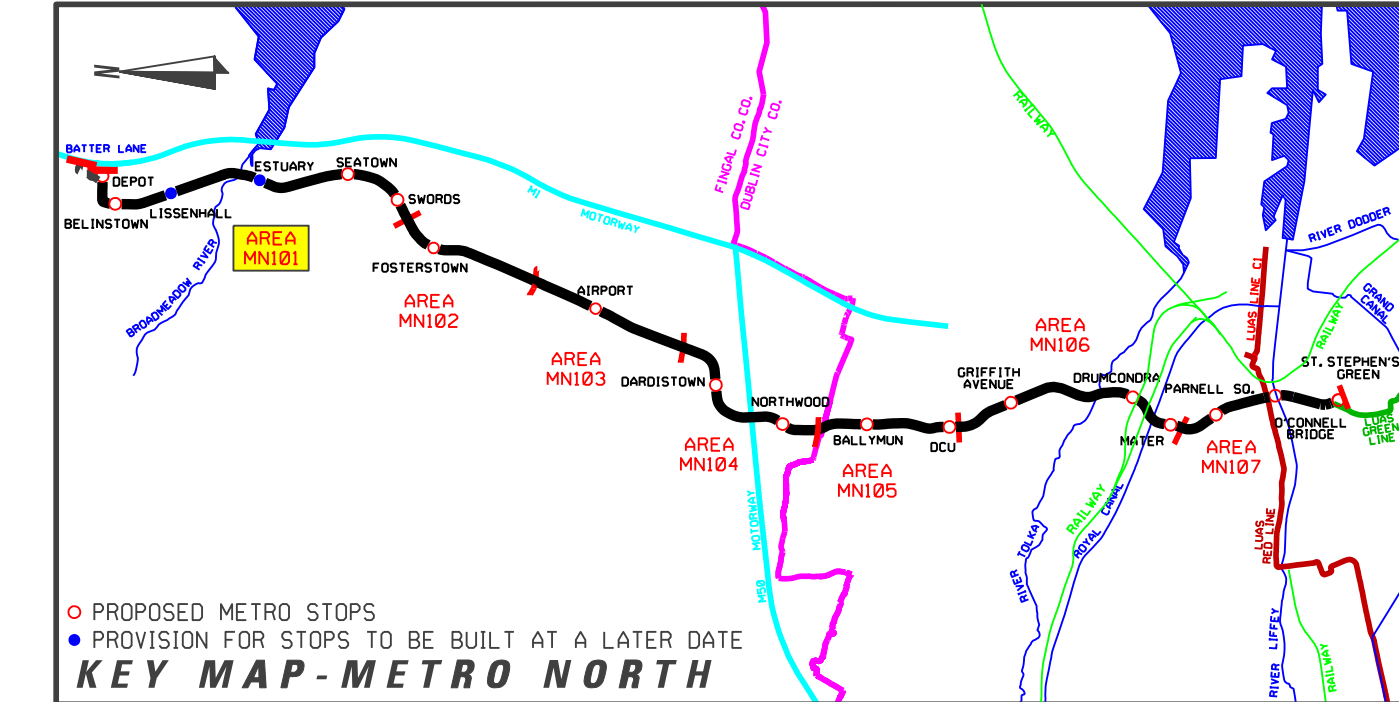 N
BATTER LANE
DEPOT
BELINSTOWN
LISSENHALL
ESTUARY
SEATOWN
SWORDS
BROADMEADOW RIVER
AREA
MN101
FOSTERSTOWN
AREA
MN102
AIRPORT
AREA
MN103
M1
MOTORWAY
FINGAL CO. CO.
DUBLIN CITY CO.
DARDISTOWN
NORTHWOOD
AREA
MN104
MOTORWAY
M50
BALLYMUN
AREA
MN105
DCU
GRIFFITH
AVENUE
AREA
MN106
DRUMCONDRA
MATER
PARNELL SQ.
AREA
MN107
O'CONNELL
BRIDGE
ST. STEPHEN'S
GREEN
LUAS
GREEN
LINE
RAILWAY
RAILWAY
RAILWAY
RAILWAY
RIVER DODDER
GRAND
CANAL
LUAS LINE C1
LUAS
RED LINE
RIVER TOLKA
ROYAL CANAL
RIVER LIFFEY
PROPOSED METRO STOPS
PROVISION FOR STOPS TO BE BUILT AT A LATER DATE
KEY MAP-METRO NORTH